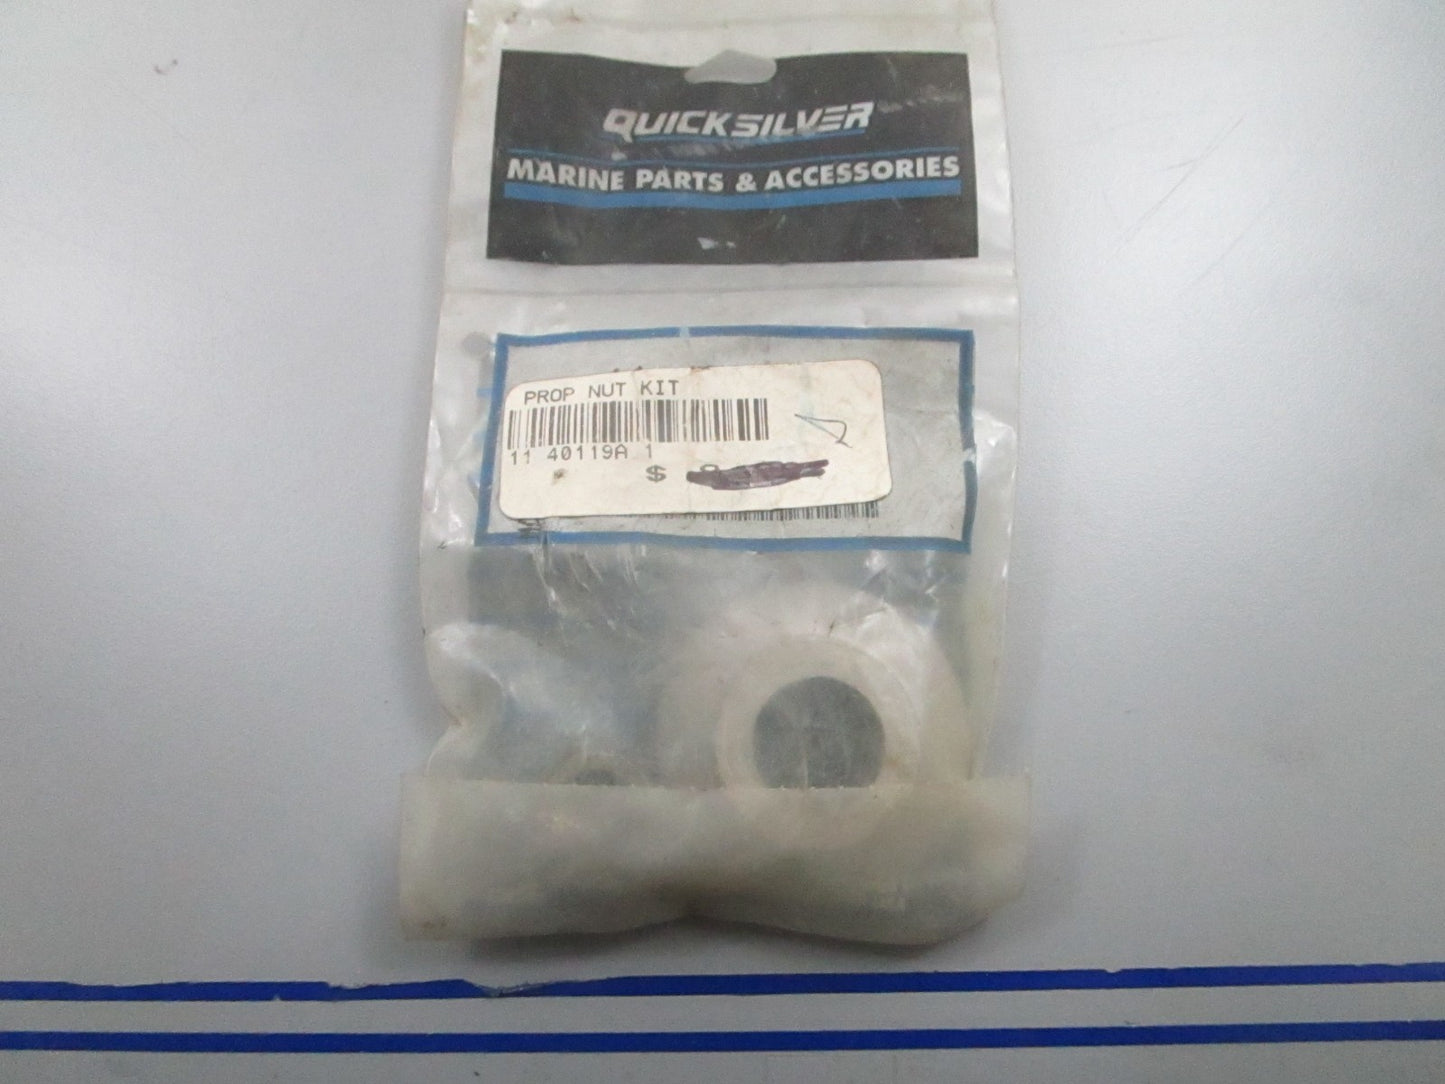 QUICKSILVER
MARINE PARTS & ACCESSORIES
PROP NUT KIT
11 40119A 1
$